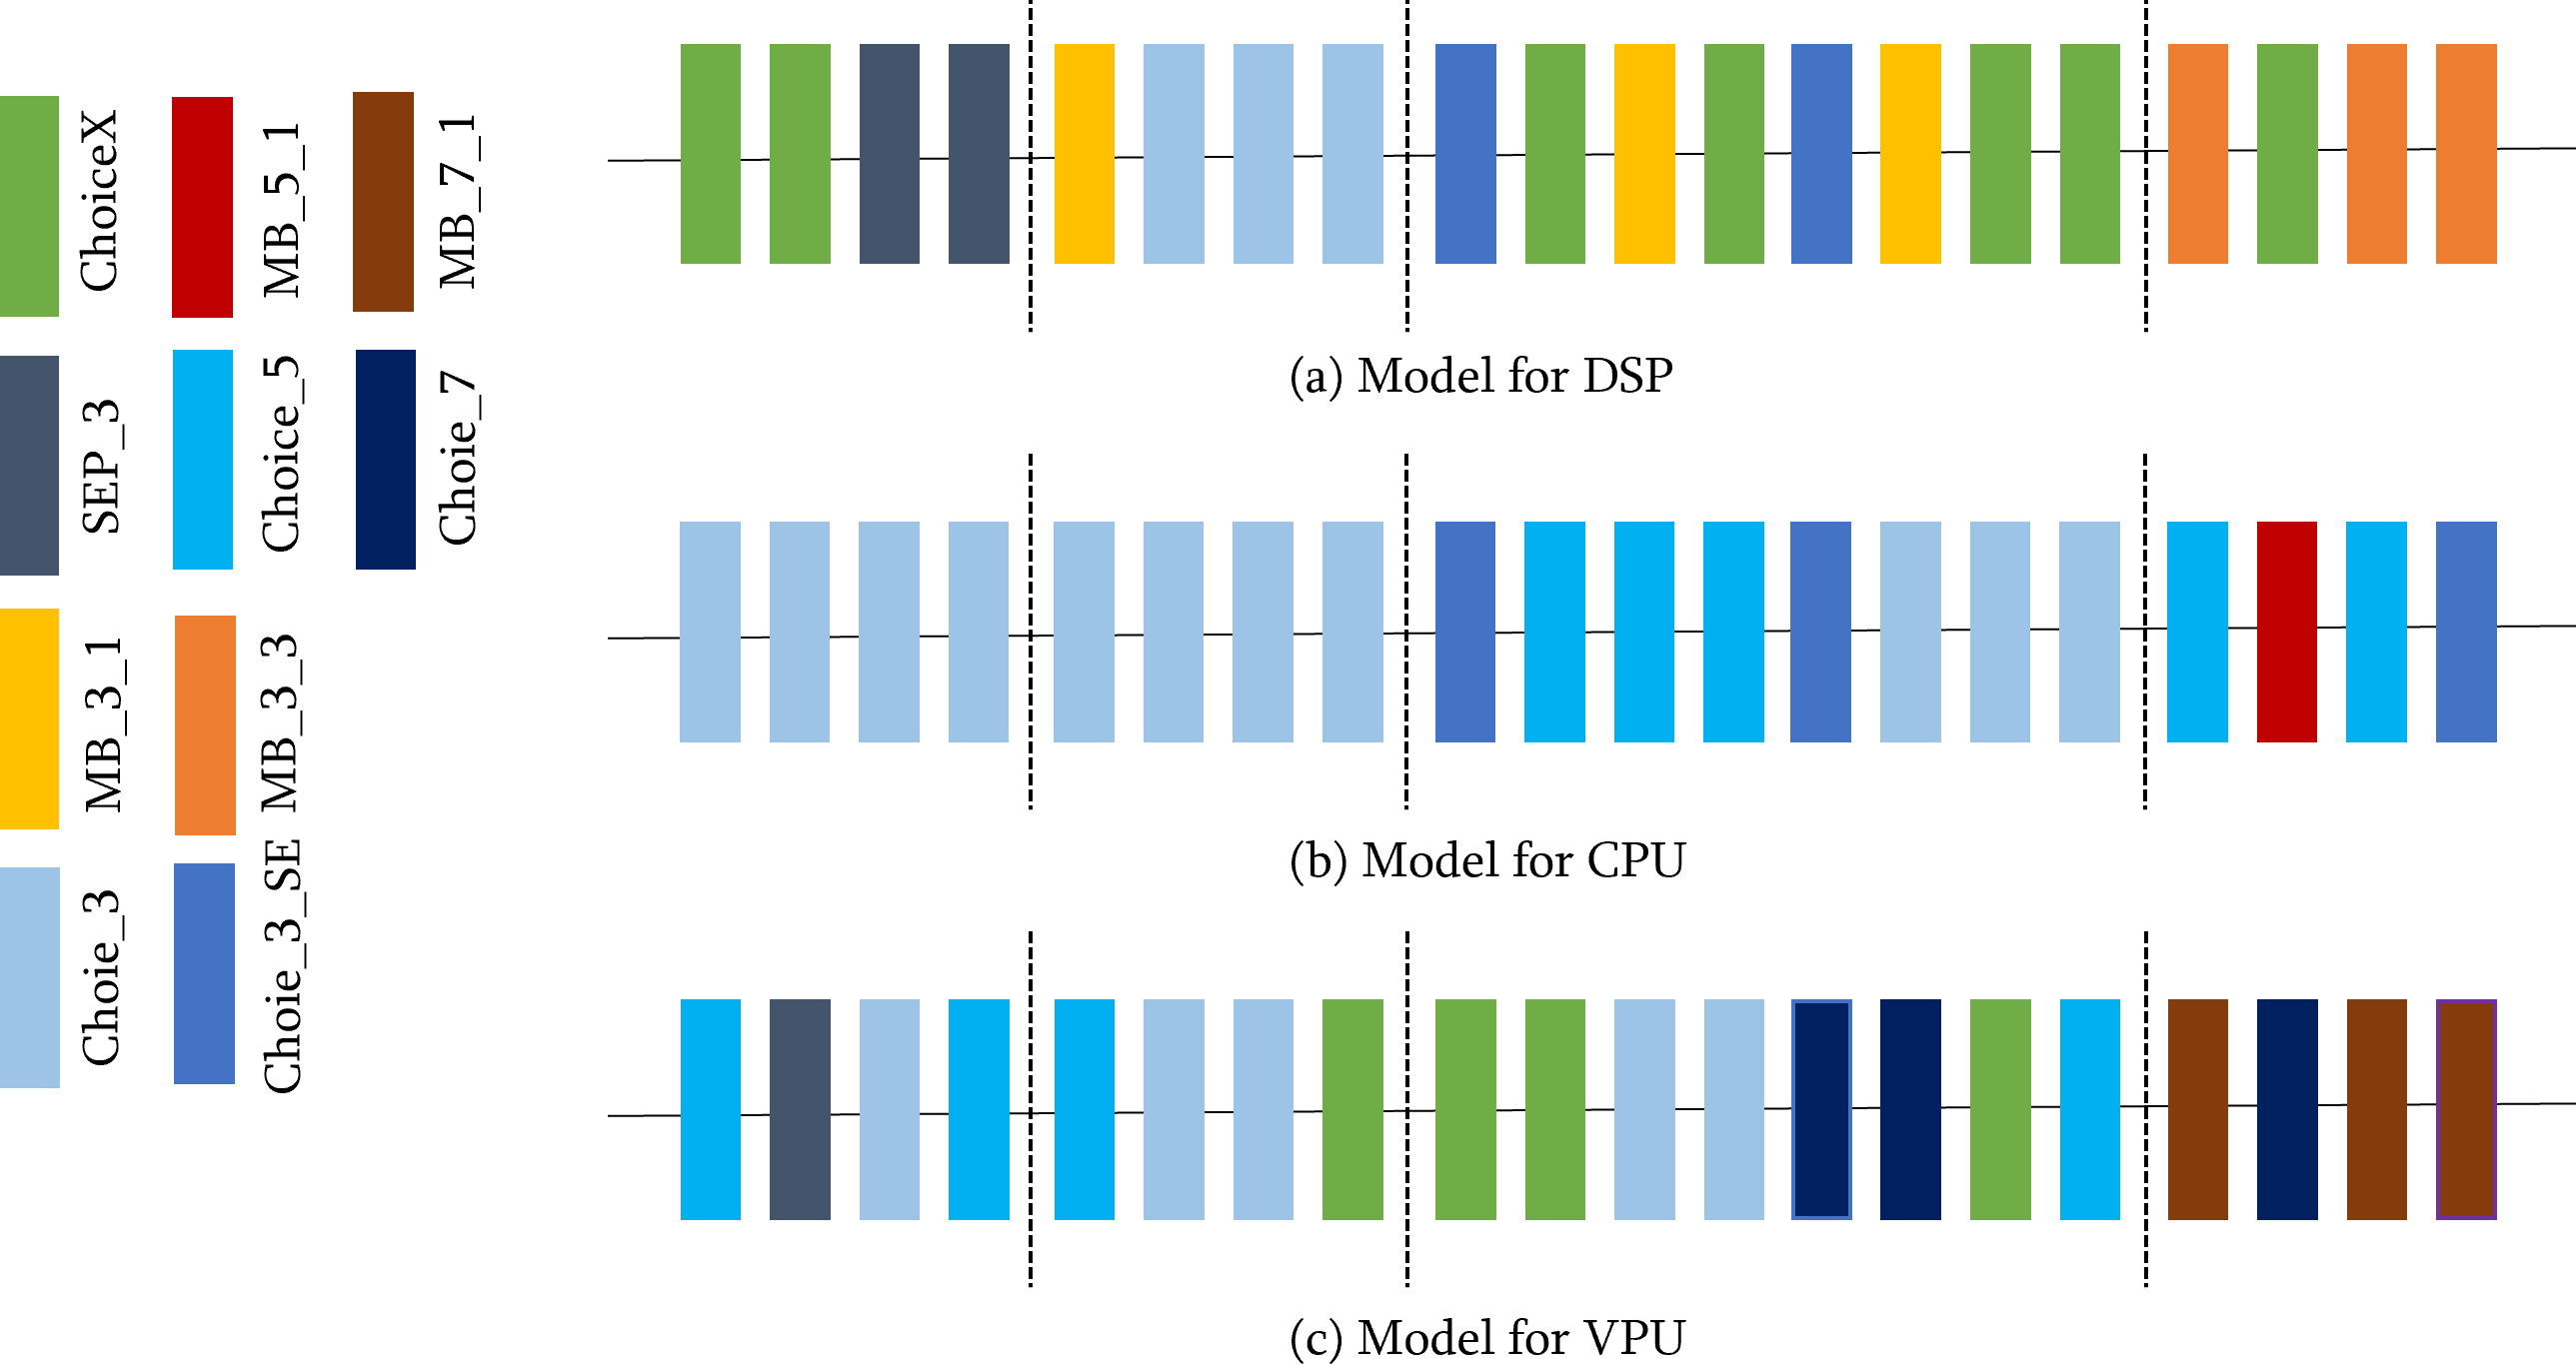 ChoiceX
MB_5_1
MB_7_1
SEP_3
Choice_5
Choie_7
MB_3_1
MB_3_3
Choie_3
Choie_3_SE
(a) Model for DSP
(b) Model for CPU
(c) Model for VPU